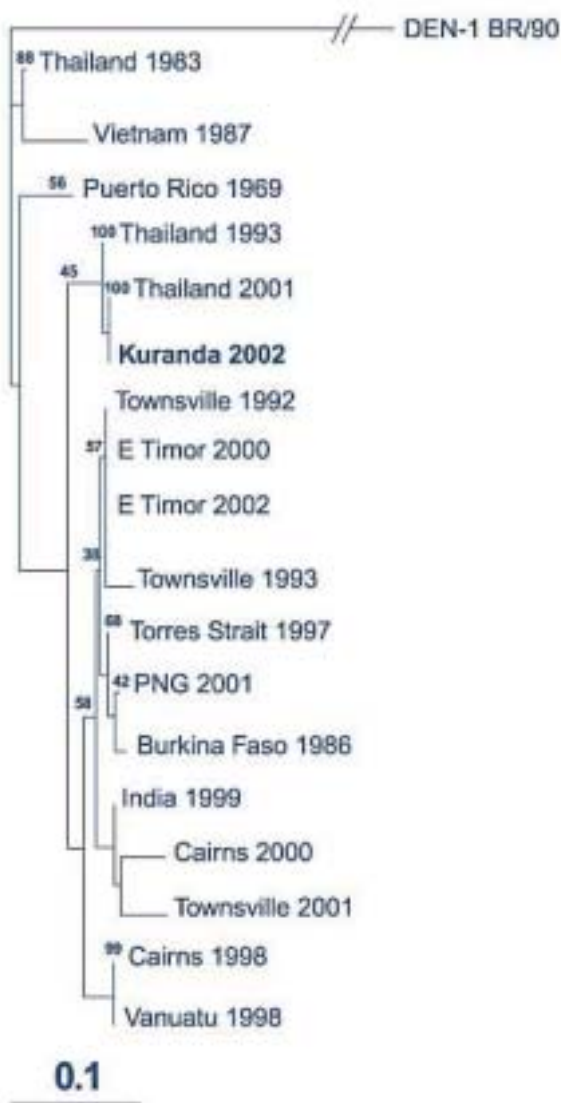 DEN-1 BR/90
88 Thailand 1983
Vietnam 1987
56 Puerto Rico 1969
100 Thailand 1993
45
100 Thailand 2001
Kuranda 2002
Townsville 1992
57 E Timor 2000
E Timor 2002
38
Townsville 1993
68 Torres Strait 1997
42 PNG 2001
58
Burkina Faso 1986
India 1999
Cairns 2000
Townsville 2001
99 Cairns 1998
Vanuatu 1998
0.1